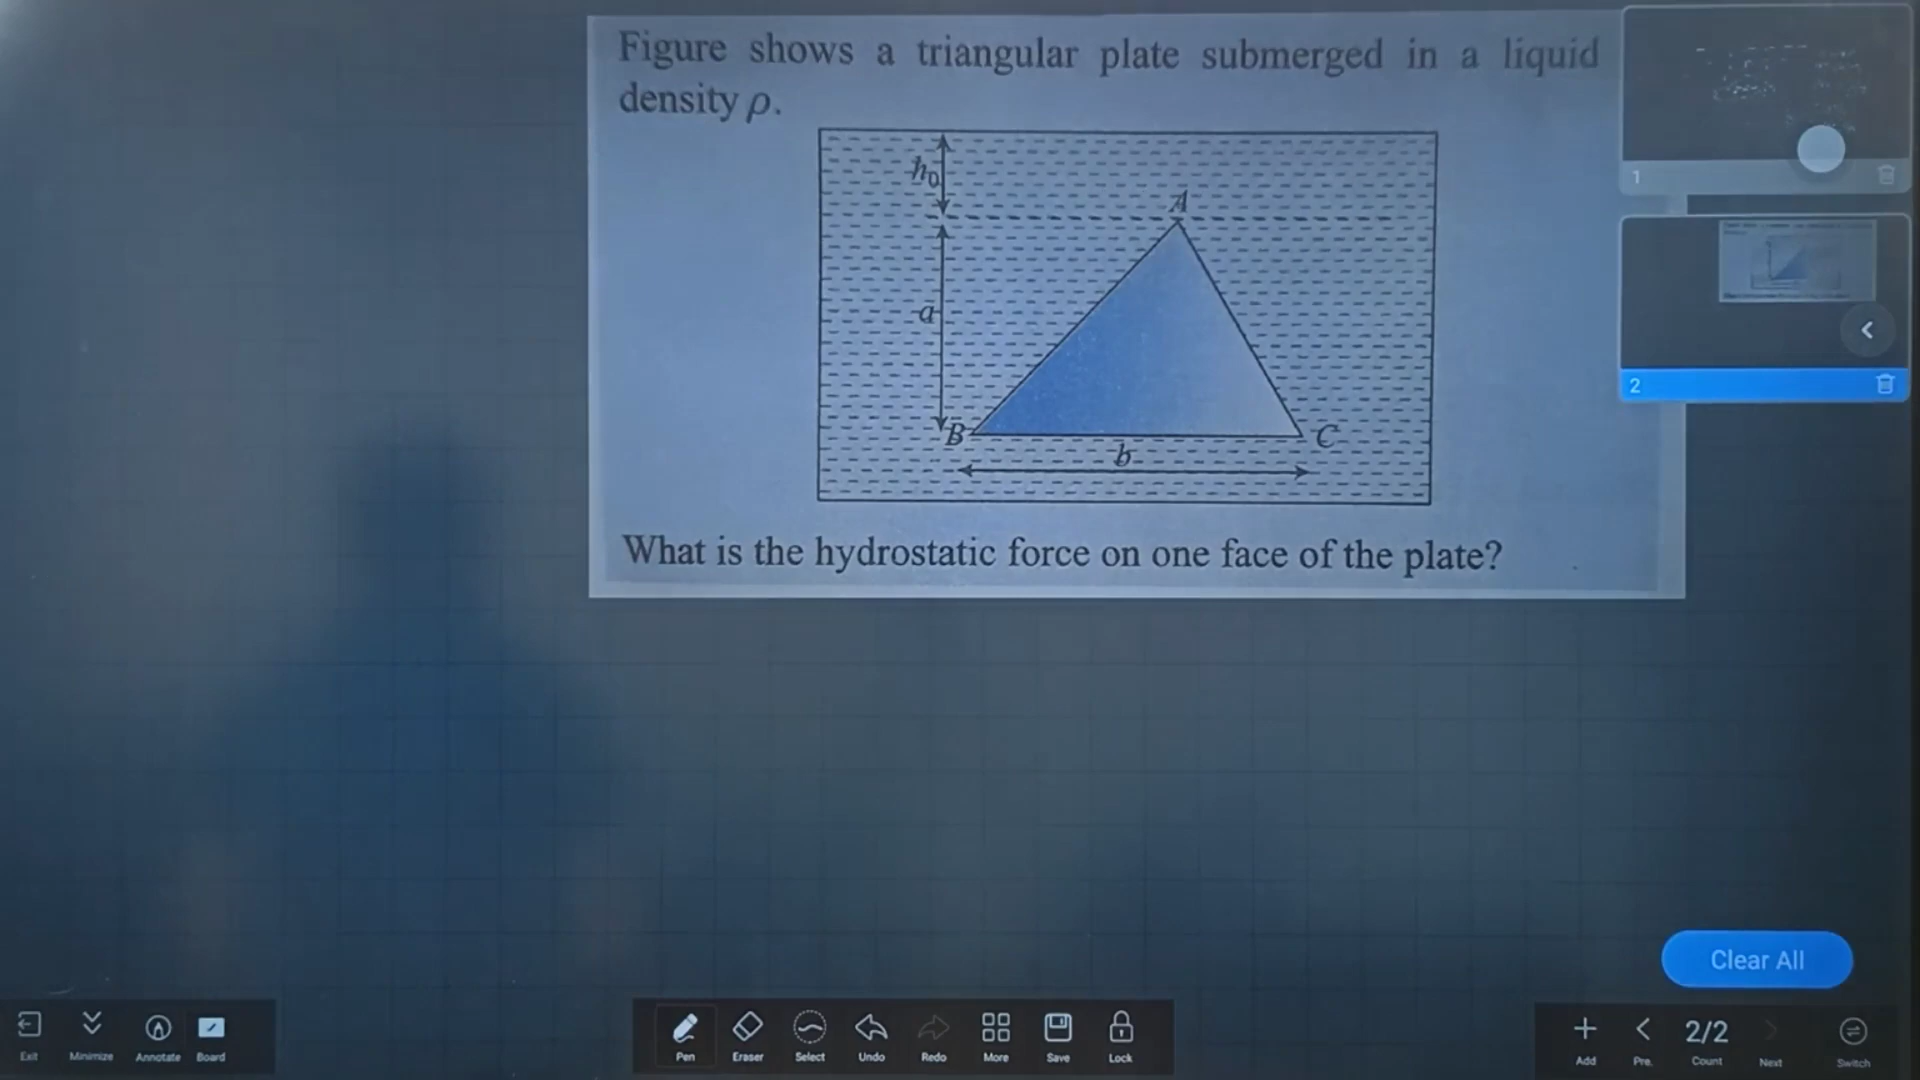 Figure shows a triangular plate submerged in a liquid
density ρ.
h₀
A
a
B
C
b
What is the hydrostatic force on one face of the plate?
1
2
Clear All
Exit
Minimize
Annotate
Board
Pen
Eraser
Select
Undo
Redo
More
Save
Lock
Add
Pre.
2/2
Count
Next
Switch